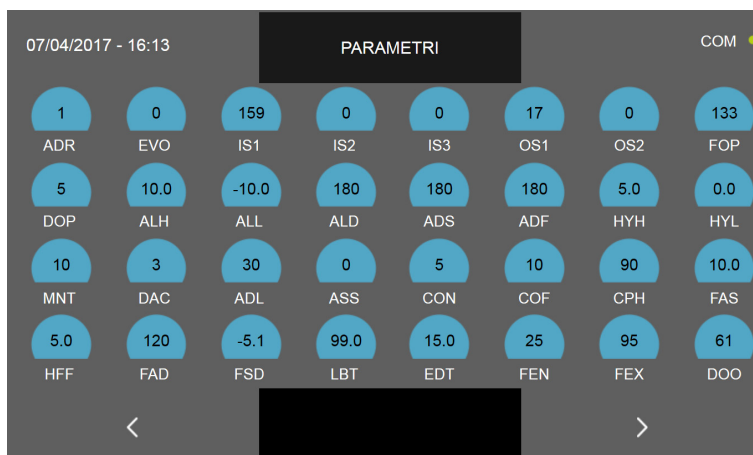 07/04/2017 - 16:13 PARAMETRI COM
1 0 159 0 0 17 0 133
ADR EVO IS1 IS2 IS3 OS1 OS2 FOP
5 10.0 -10.0 180 180 180 5.0 0.0
DOP ALH ALL ALD ADS ADF HYH HYL
10 3 30 0 5 10 90 10.0
MNT DAC ADL ASS CON COF CPH FAS
5.0 120 -5.1 99.0 15.0 25 95 61
HFF FAD FSD LBT EDT FEN FEX DOO